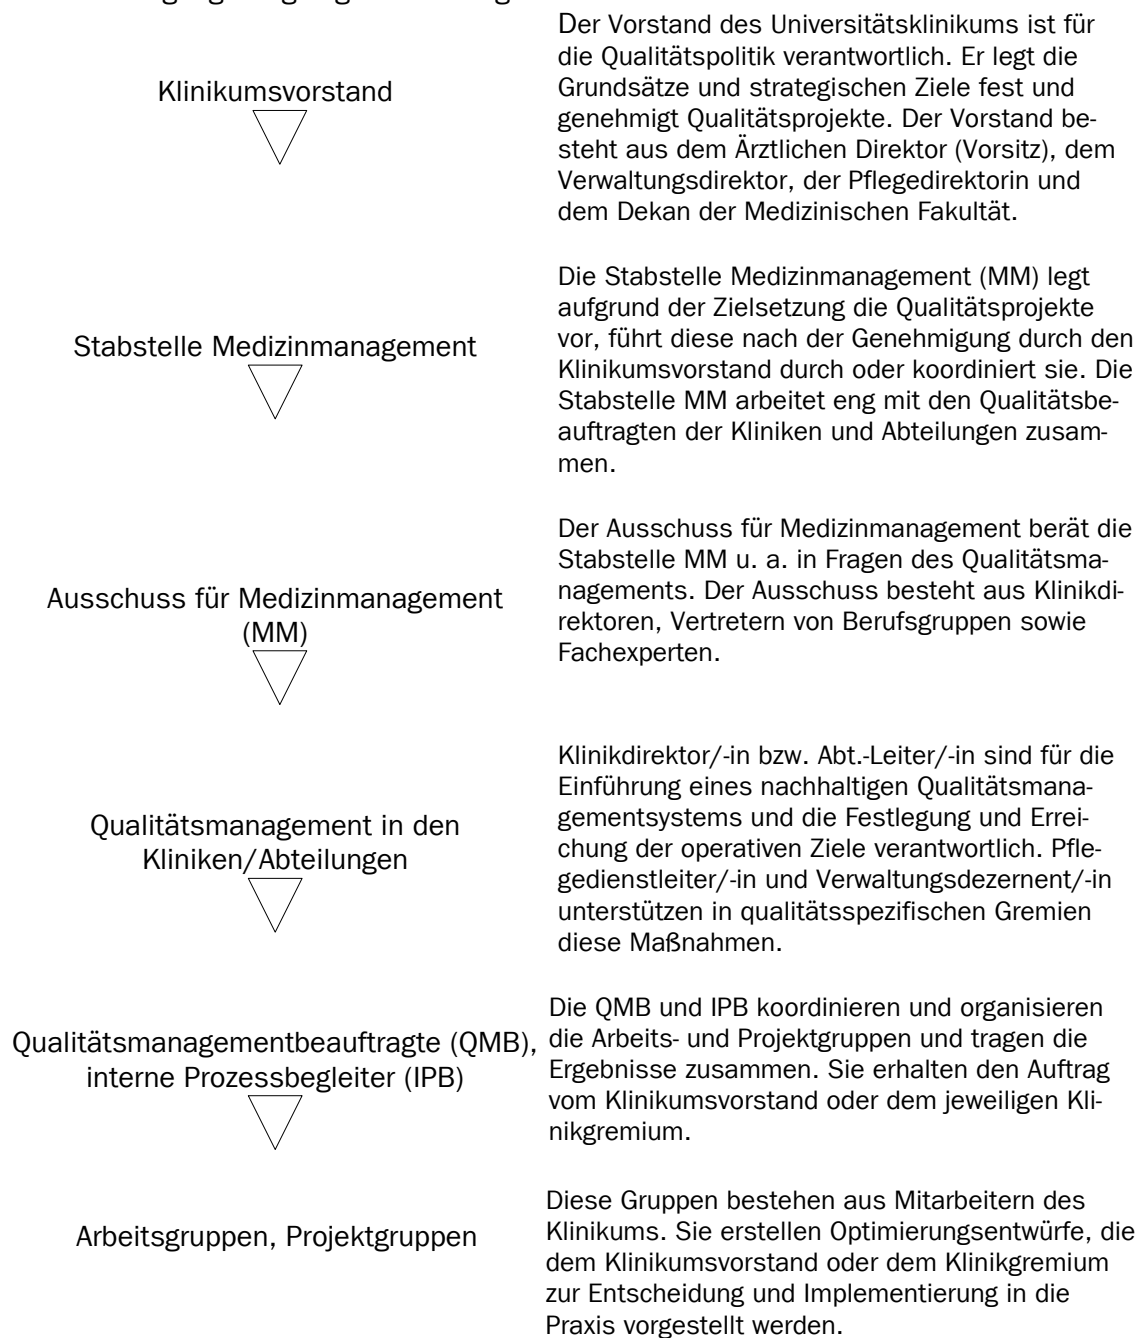 Klinikumsvorstand
Der Vorstand des Universitätsklinikums ist für
die Qualitätspolitik verantwortlich. Er legt die
Grundsätze und strategischen Ziele fest und
genehmigt Qualitätsprojekte. Der Vorstand be-
steht aus dem Ärztlichen Direktor (Vorsitz), dem
Verwaltungsdirektor, der Pflegedirektorin und
dem Dekan der Medizinischen Fakultät.
Stabstelle Medizinmanagement
Die Stabstelle Medizinmanagement (MM) legt
aufgrund der Zielsetzung die Qualitätsprojekte
vor, führt diese nach der Genehmigung durch den
Klinikumsvorstand durch oder koordiniert sie. Die
Stabstelle MM arbeitet eng mit den Qualitätsbe-
auftragten der Kliniken und Abteilungen zusam-
men.
Ausschuss für Medizinmanagement
(MM)
Der Ausschuss für Medizinmanagement berät die
Stabstelle MM u. a. in Fragen des Qualitätsma-
nagements. Der Ausschuss besteht aus Klinikdi-
rektoren, Vertretern von Berufsgruppen sowie
Fachexperten.
Qualitätsmanagement in den
Kliniken/Abteilungen
Klinikdirektor/-in bzw. Abt.-Leiter/-in sind für die
Einführung eines nachhaltigen Qualitätsmana-
gementsystems und die Festlegung und Errei-
chung der operativen Ziele verantwortlich. Pfle-
gedienstleiter/-in und Verwaltungsdezernent/-in
unterstützen in qualitätsspezifischen Gremien
diese Maßnahmen.
Qualitätsmanagementbeauftragte (QMB),
interne Prozessbegleiter (IPB)
Die QMB und IPB koordinieren und organisieren
die Arbeits- und Projektgruppen und tragen die
Ergebnisse zusammen. Sie erhalten den Auftrag
vom Klinikumsvorstand oder dem jeweiligen Kli-
nikgremium.
Arbeitsgruppen, Projektgruppen
Diese Gruppen bestehen aus Mitarbeitern des
Klinikums. Sie erstellen Optimierungsentwürfe, die
dem Klinikumsvorstand oder dem Klinikgremium
zur Entscheidung und Implementierung in die
Praxis vorgestellt werden.